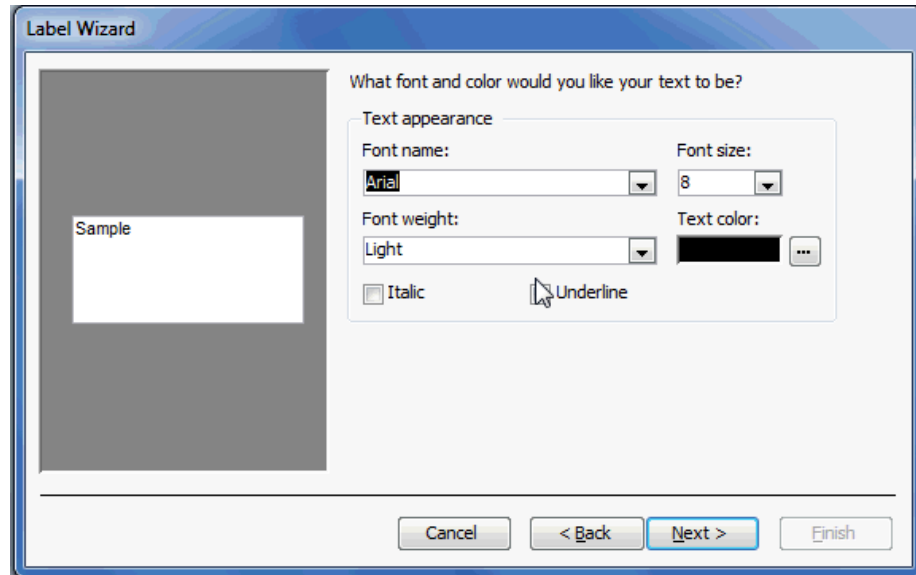 Label Wizard
What font and color would you like your text to be?
Text appearance
Font name: Font size:
Arial 8
Font weight: Text color:
Light ...
Italic Underline
Sample
Cancel < Back Next > Finish